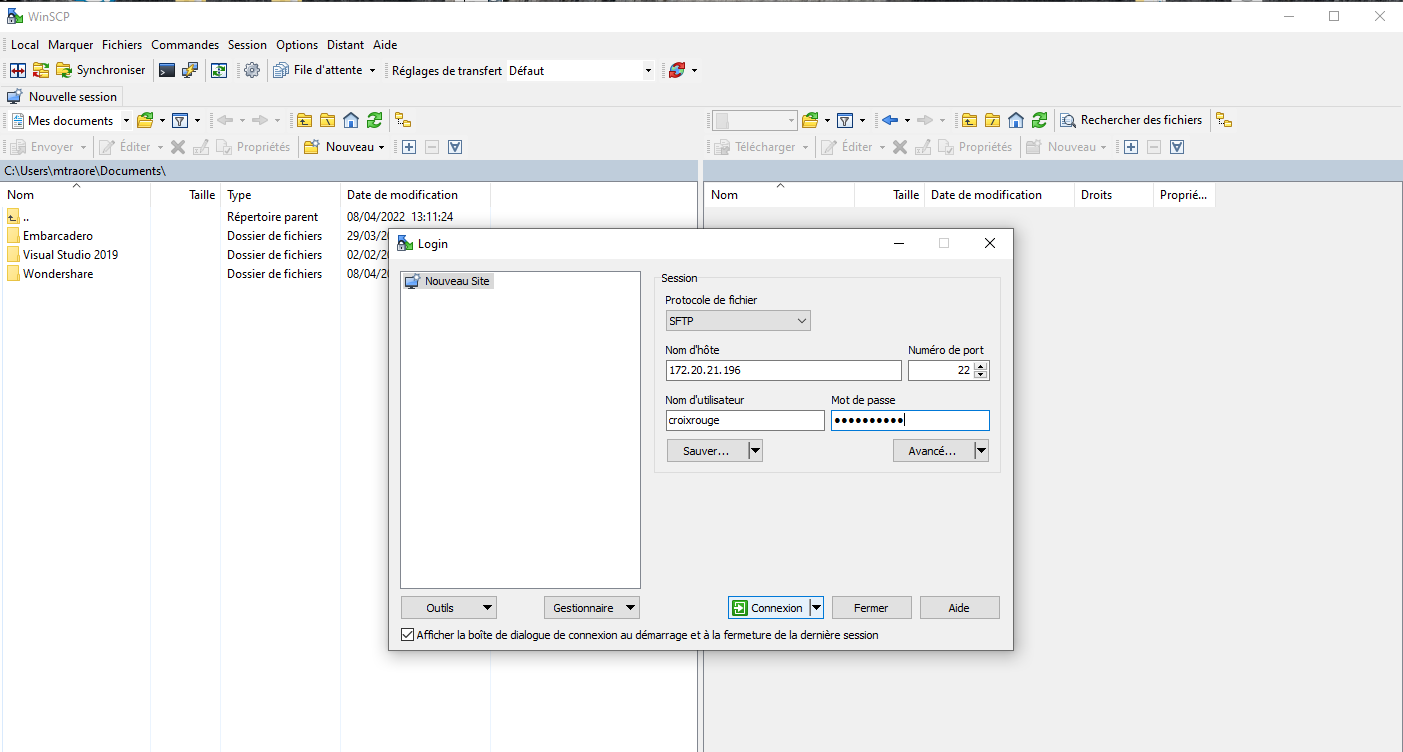 WinSCP
Local Marquer Fichiers Commandes Session Options Distant Aide
Synchroniser File d'attente Réglages de transfert Défaut
Nouvelle session
Mes documents Rechercher des fichiers
Envoyer Éditer Propriétés Nouveau Télécharger Éditer Propriétés Nouveau
C:\Users\mtraore\Documents\
Nom Taille Type Date de modification Nom Taille Date de modification Droits Proprié...
.. Répertoire parent 08/04/2022 13:11:24
Embarcadero Dossier de fichiers 29/03/2
Visual Studio 2019 Dossier de fichiers 02/02/2
Wondershare Dossier de fichiers 08/04/2
Login
Nouveau Site
Session
Protocole de fichier
SFTP
Nom d'hôte Numéro de port
172.20.21.196 22
Nom d'utilisateur Mot de passe
croixrouge ●●●●●●●●●●
Sauver... Avancé...
Outils Gestionnaire Connexion Fermer Aide
Afficher la boîte de dialogue de connexion au démarrage et à la fermeture de la dernière session